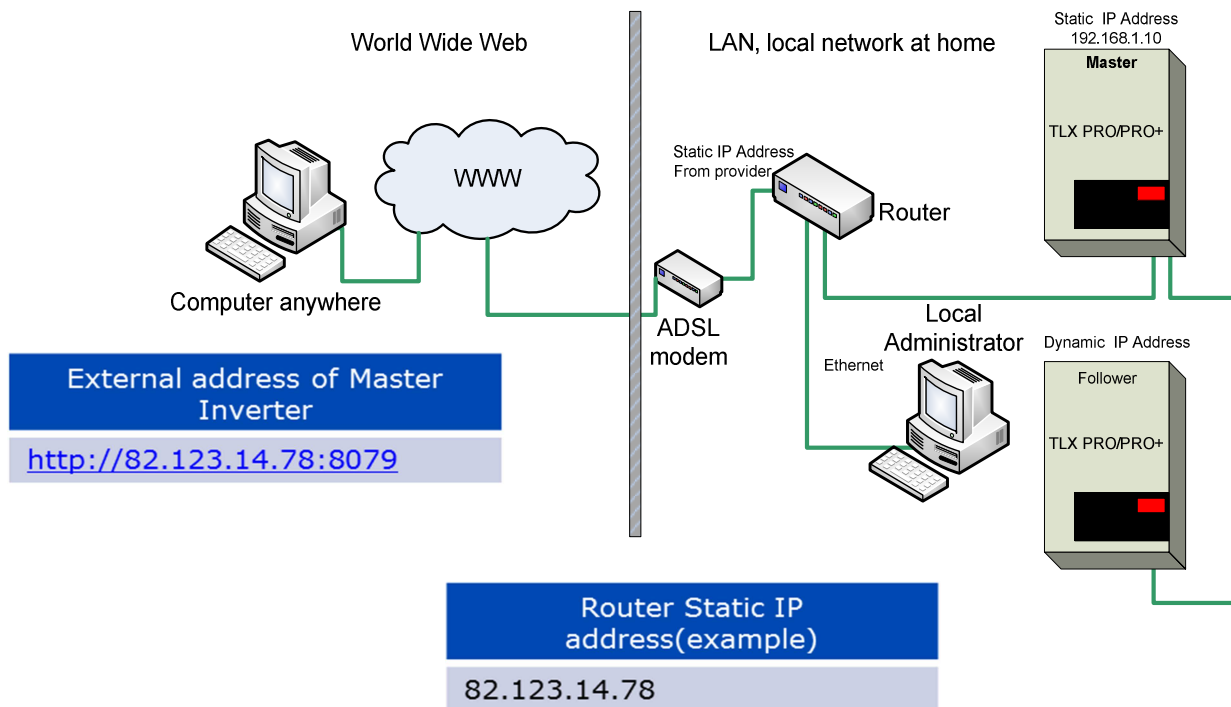 World Wide Web
LAN, local network at home
Static IP Address
192.168.1.10
Master
TLX PRO/PRO+
WWW
Static IP Address
From provider
Router
Computer anywhere
ADSL
modem
Local
Administrator
Ethernet
Dynamic IP Address
Follower
TLX PRO/PRO+
External address of Master
Inverter
http://82.123.14.78:8079
Router Static IP
address(example)
82.123.14.78